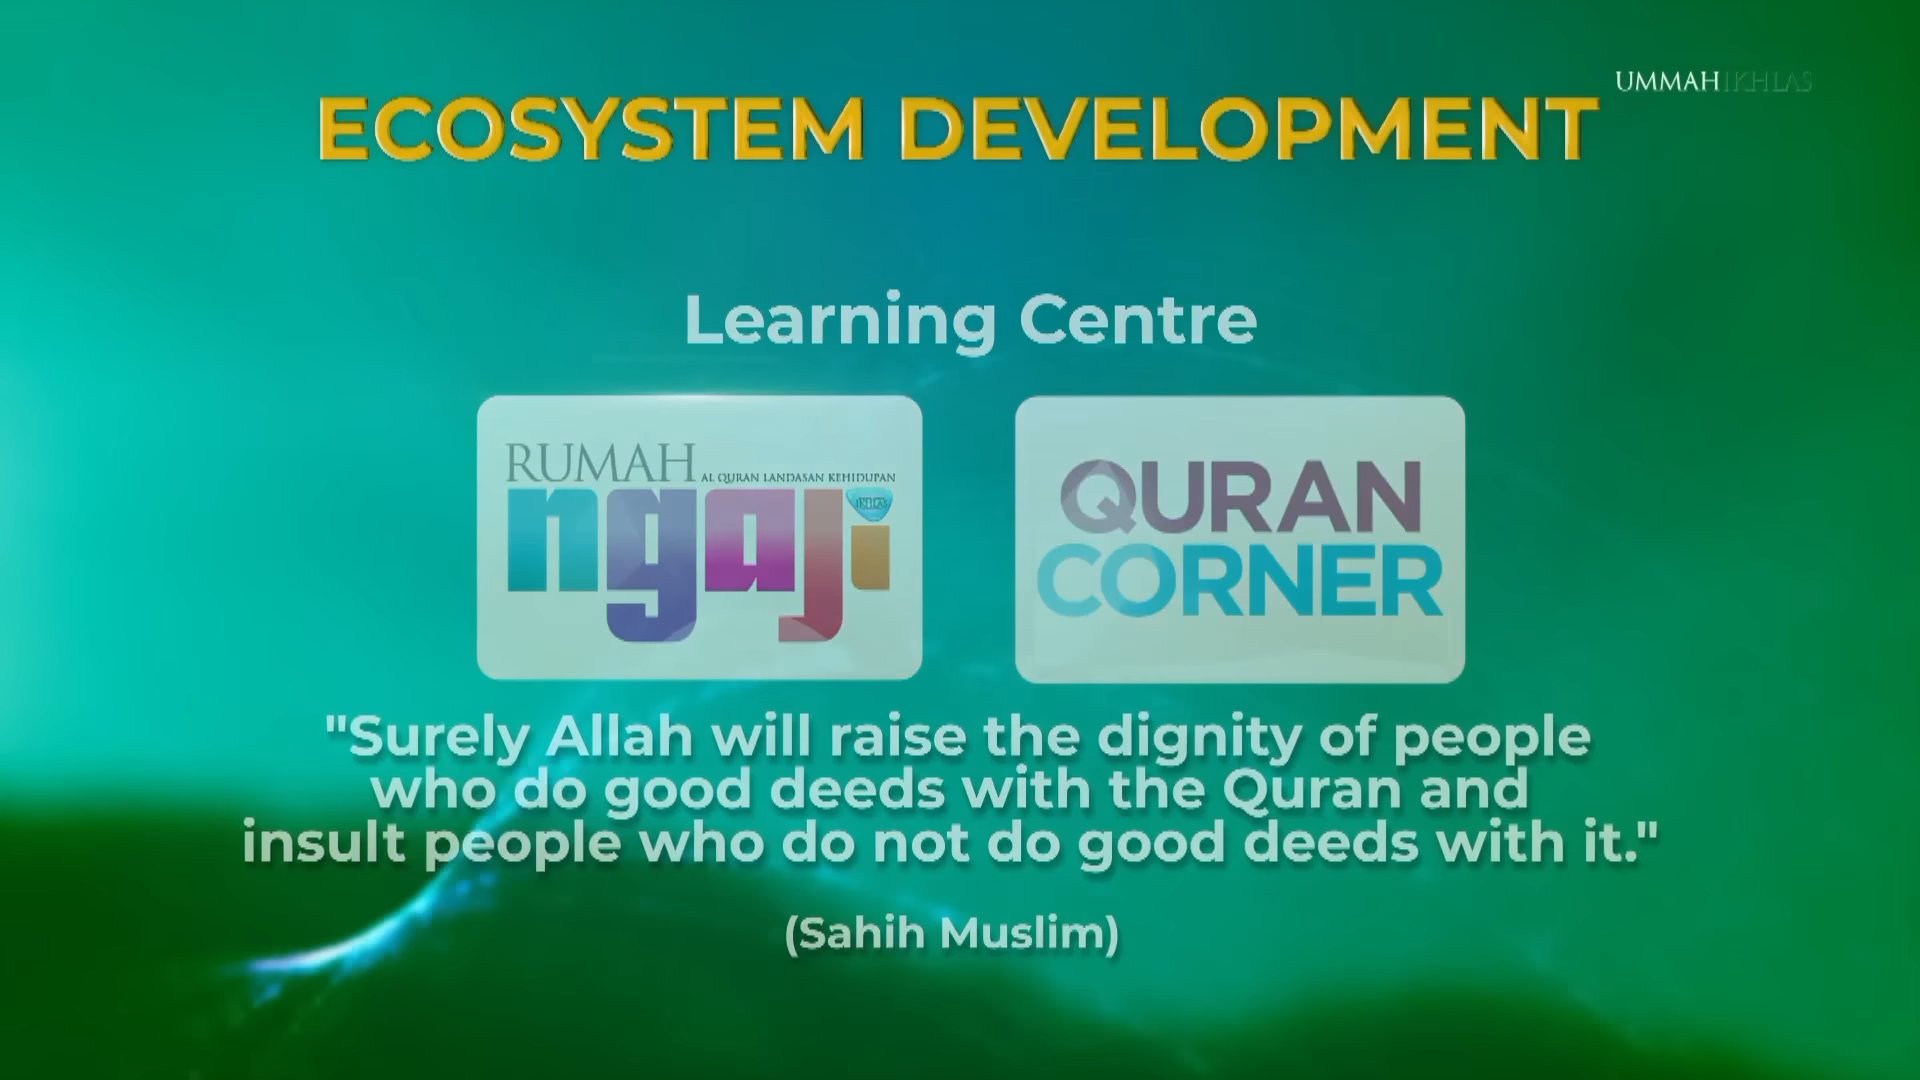 UMMAHIKHLAS
ECOSYSTEM DEVELOPMENT
Learning Centre
RUMAH
AL QURAN LANDASAN KEHIDUPAN
IKHLAS
ngaji
QURAN
CORNER
"Surely Allah will raise the dignity of people
who do good deeds with the Quran and
insult people who do not do good deeds with it."
(Sahih Muslim)